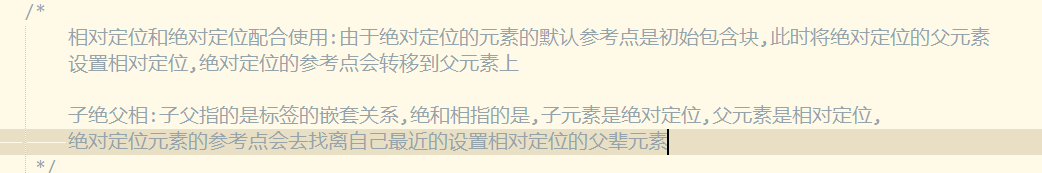 /*
相对定位和绝对定位配合使用:由于绝对定位的元素的默认参考点是初始包含块,此时将绝对定位的父元素
设置相对定位,绝对定位的参考点会转移到父元素上
子绝父相:子父指的是标签的嵌套关系,绝和相指的是,子元素是绝对定位,父元素是相对定位,
绝对定位元素的参考点会去找离自己最近的设置相对定位的父辈元素
*/